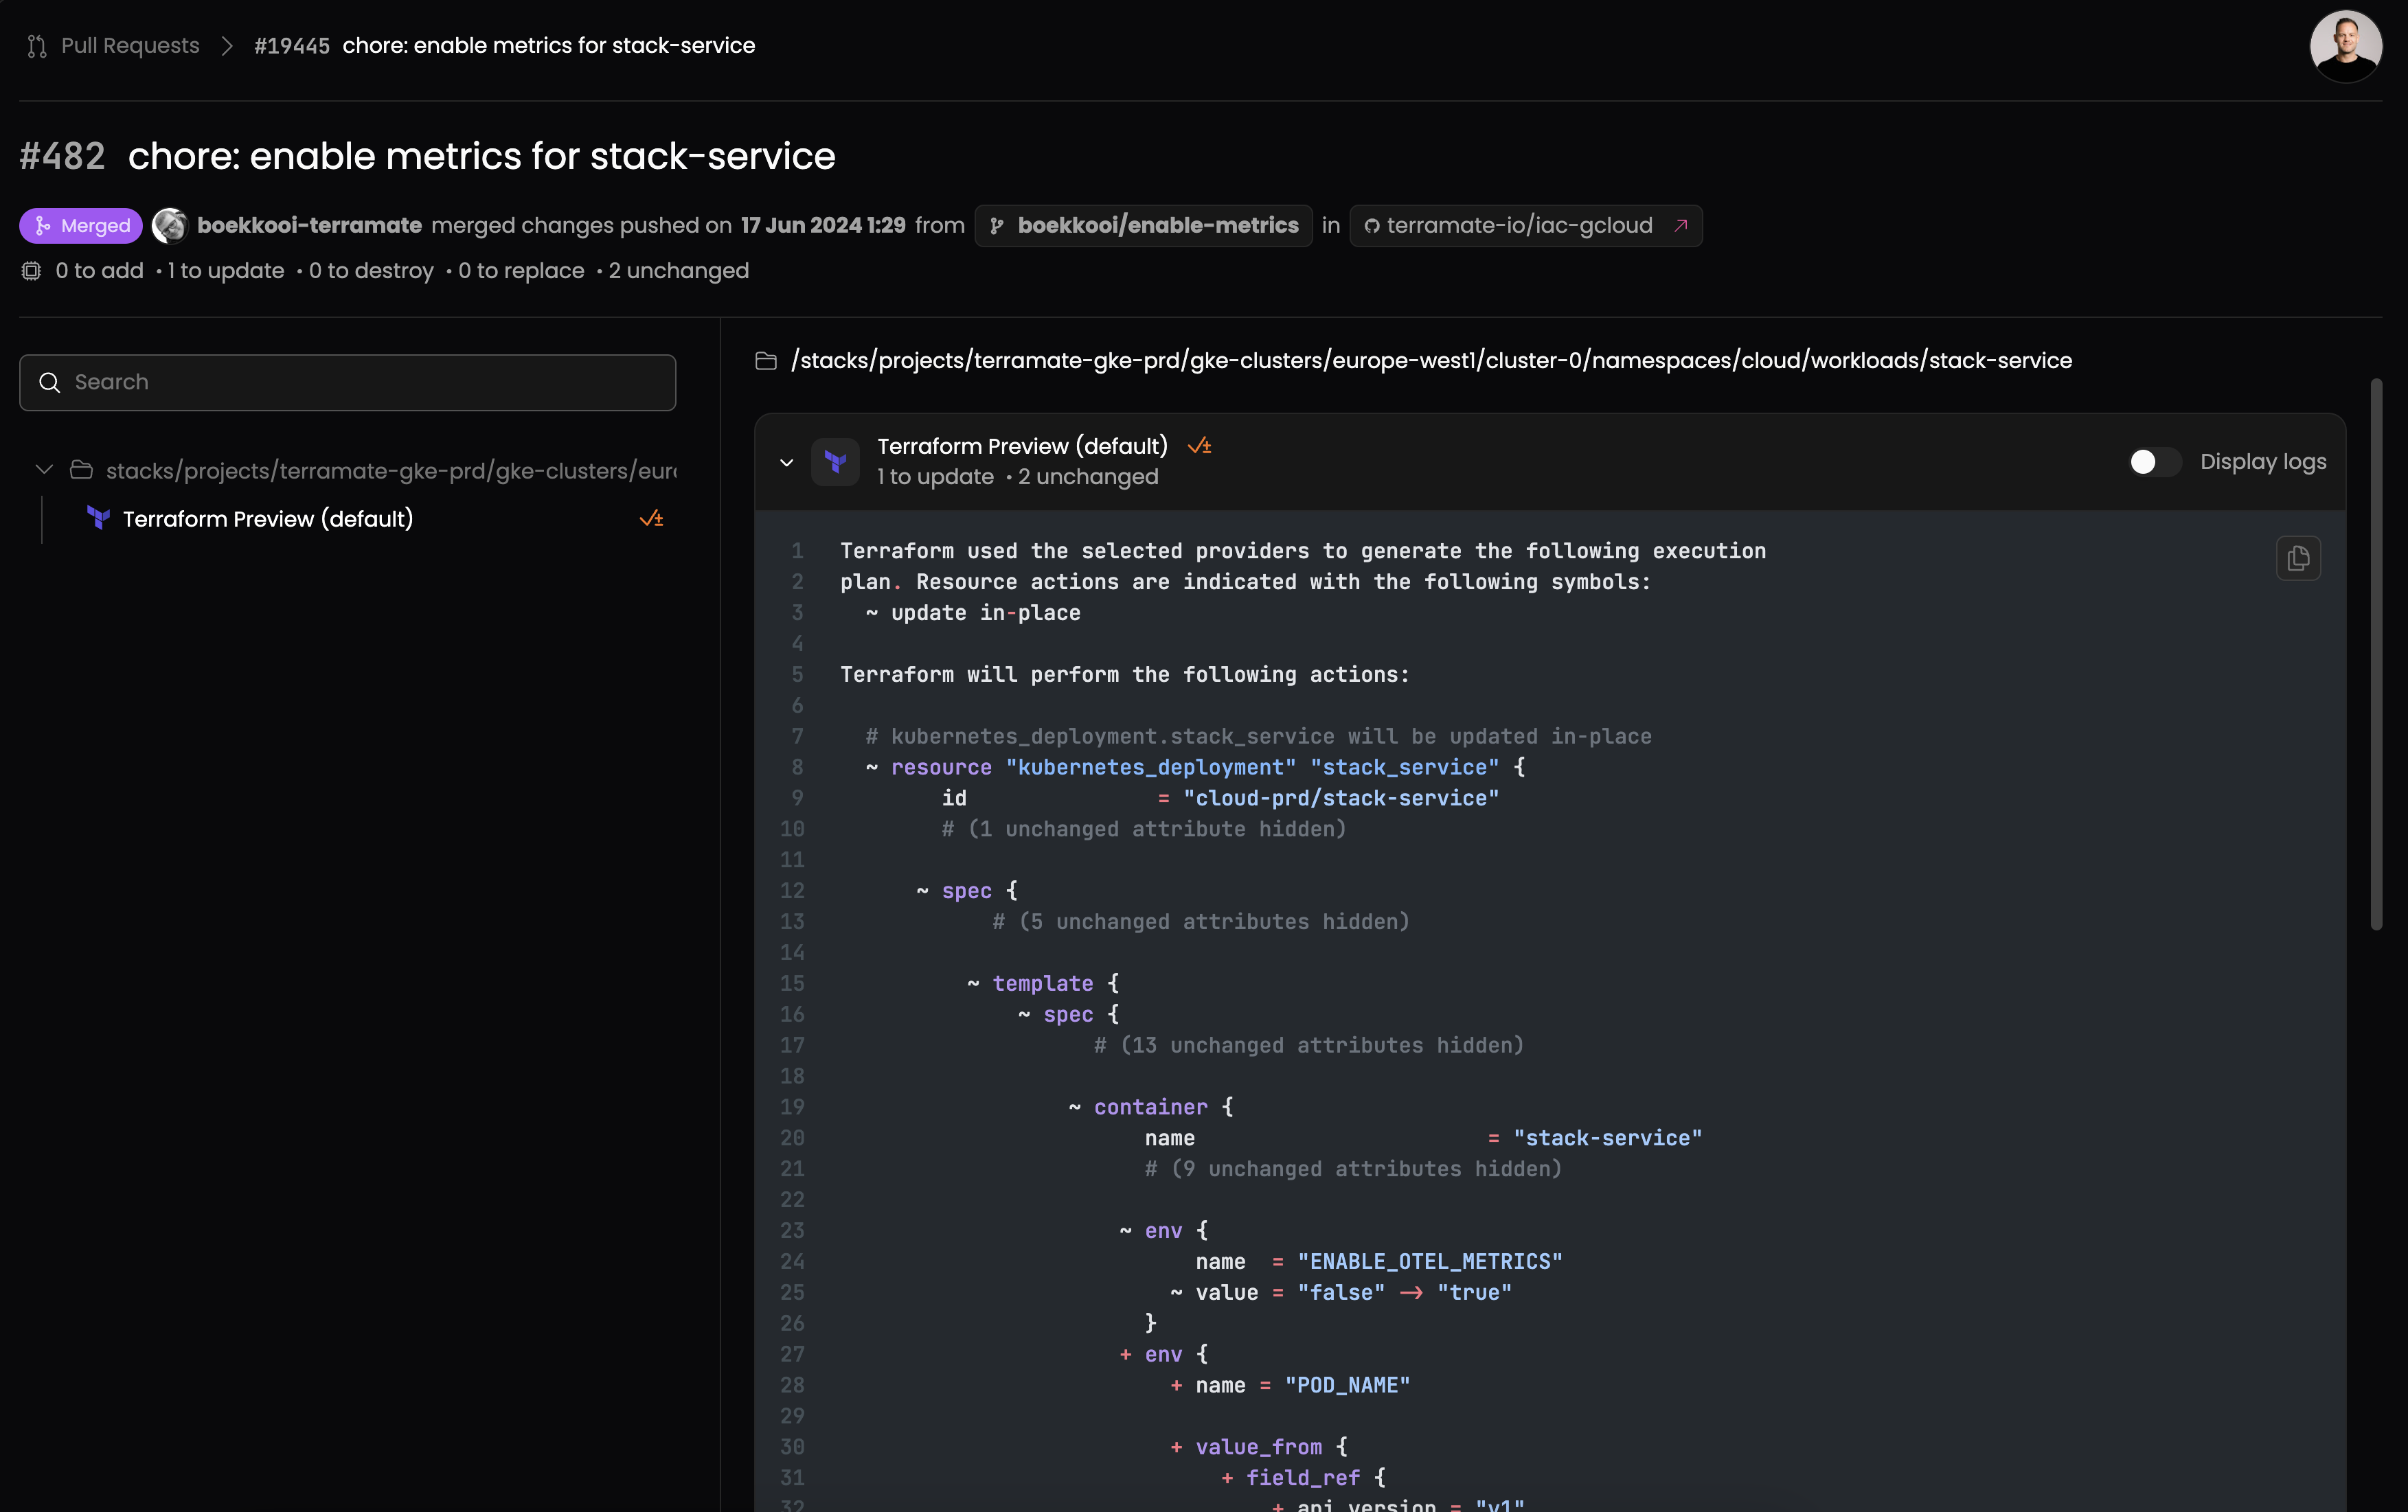 Pull Requests > #19445 chore: enable metrics for stack-service
#482 chore: enable metrics for stack-service
Merged boekkooi-terramate merged changes pushed on 17 Jun 2024 1:29 from boekkooi/enable-metrics in terramate-io/iac-gcloud
0 to add • 1 to update • 0 to destroy • 0 to replace • 2 unchanged
Search
stacks/projects/terramate-gke-prd/gke-clusters/euro
Terraform Preview (default)
/stacks/projects/terramate-gke-prd/gke-clusters/europe-west1/cluster-0/namespaces/cloud/workloads/stack-service
Terraform Preview (default)
1 to update • 2 unchanged
Display logs
1 Terraform used the selected providers to generate the following execution
2 plan. Resource actions are indicated with the following symbols:
3 ~ update in-place
4
5 Terraform will perform the following actions:
6
7 # kubernetes_deployment.stack_service will be updated in-place
8 ~ resource "kubernetes_deployment" "stack_service" {
9 id = "cloud-prd/stack-service"
10 # (1 unchanged attribute hidden)
11
12 ~ spec {
13 # (5 unchanged attributes hidden)
14
15 ~ template {
16 ~ spec {
17 # (13 unchanged attributes hidden)
18
19 ~ container {
20 name = "stack-service"
21 # (9 unchanged attributes hidden)
22
23 ~ env {
24 name = "ENABLE_OTEL_METRICS"
25 ~ value = "false" -> "true"
26 }
27 + env {
28 + name = "POD_NAME"
29
30 + value_from {
31 + field_ref {
32 + api_version = "v1"